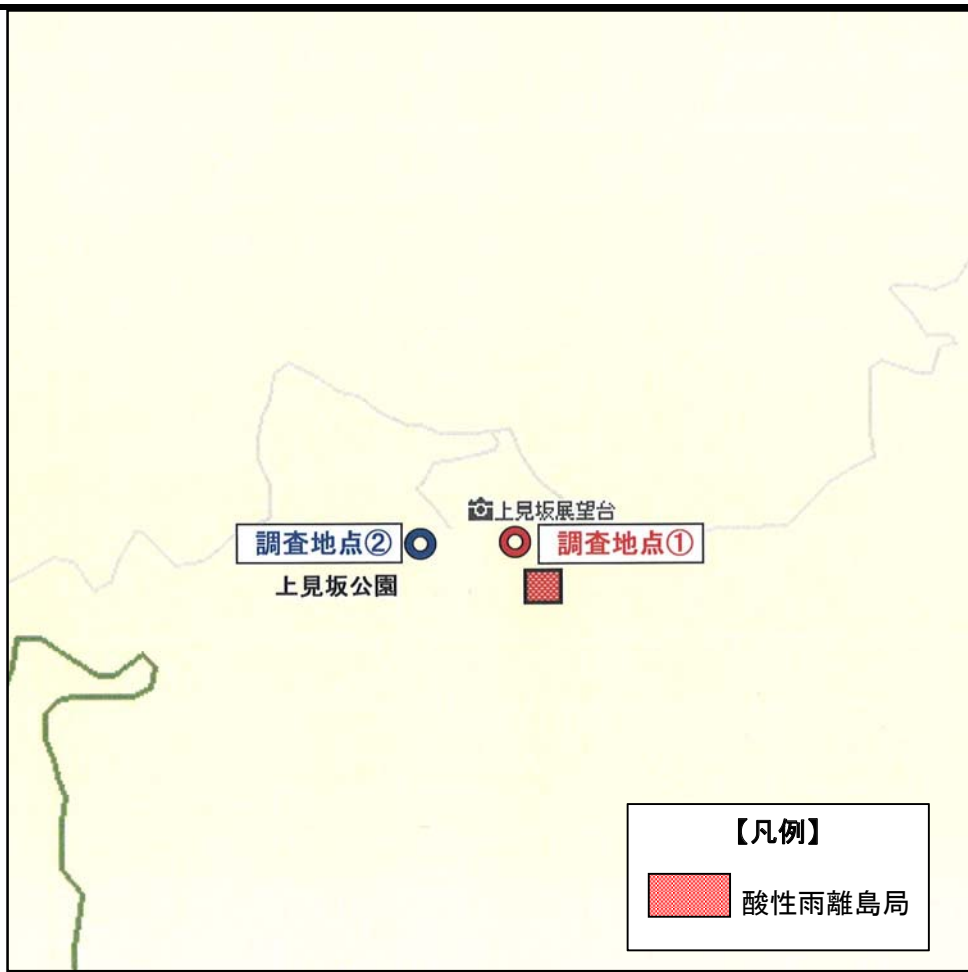 上見坂展望台
調査地点②
調査地点①
上見坂公園
【凡例】
酸性雨離島局